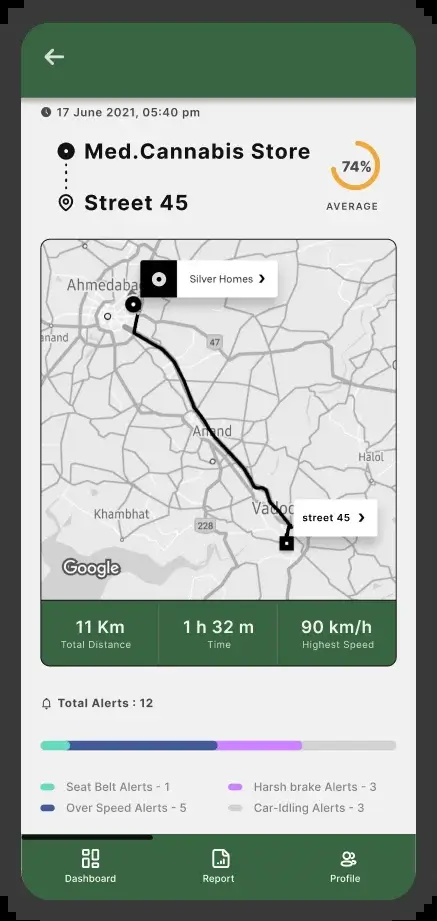 17 June 2021, 05:40 pm
Med.Cannabis Store
Street 45
74%
AVERAGE
Silver Homes
Ahmedabad
anand
47
Anand
Halol
street 45
Vadod
Khambhat
228
Google
11 Km
Total Distance
1 h 32 m
Time
90 km/h
Highest Speed
Total Alerts : 12
Seat Belt Alerts - 1
Harsh brake Alerts - 3
Over Speed Alerts - 5
Car-Idling Alerts - 3
Dashboard
Report
Profile